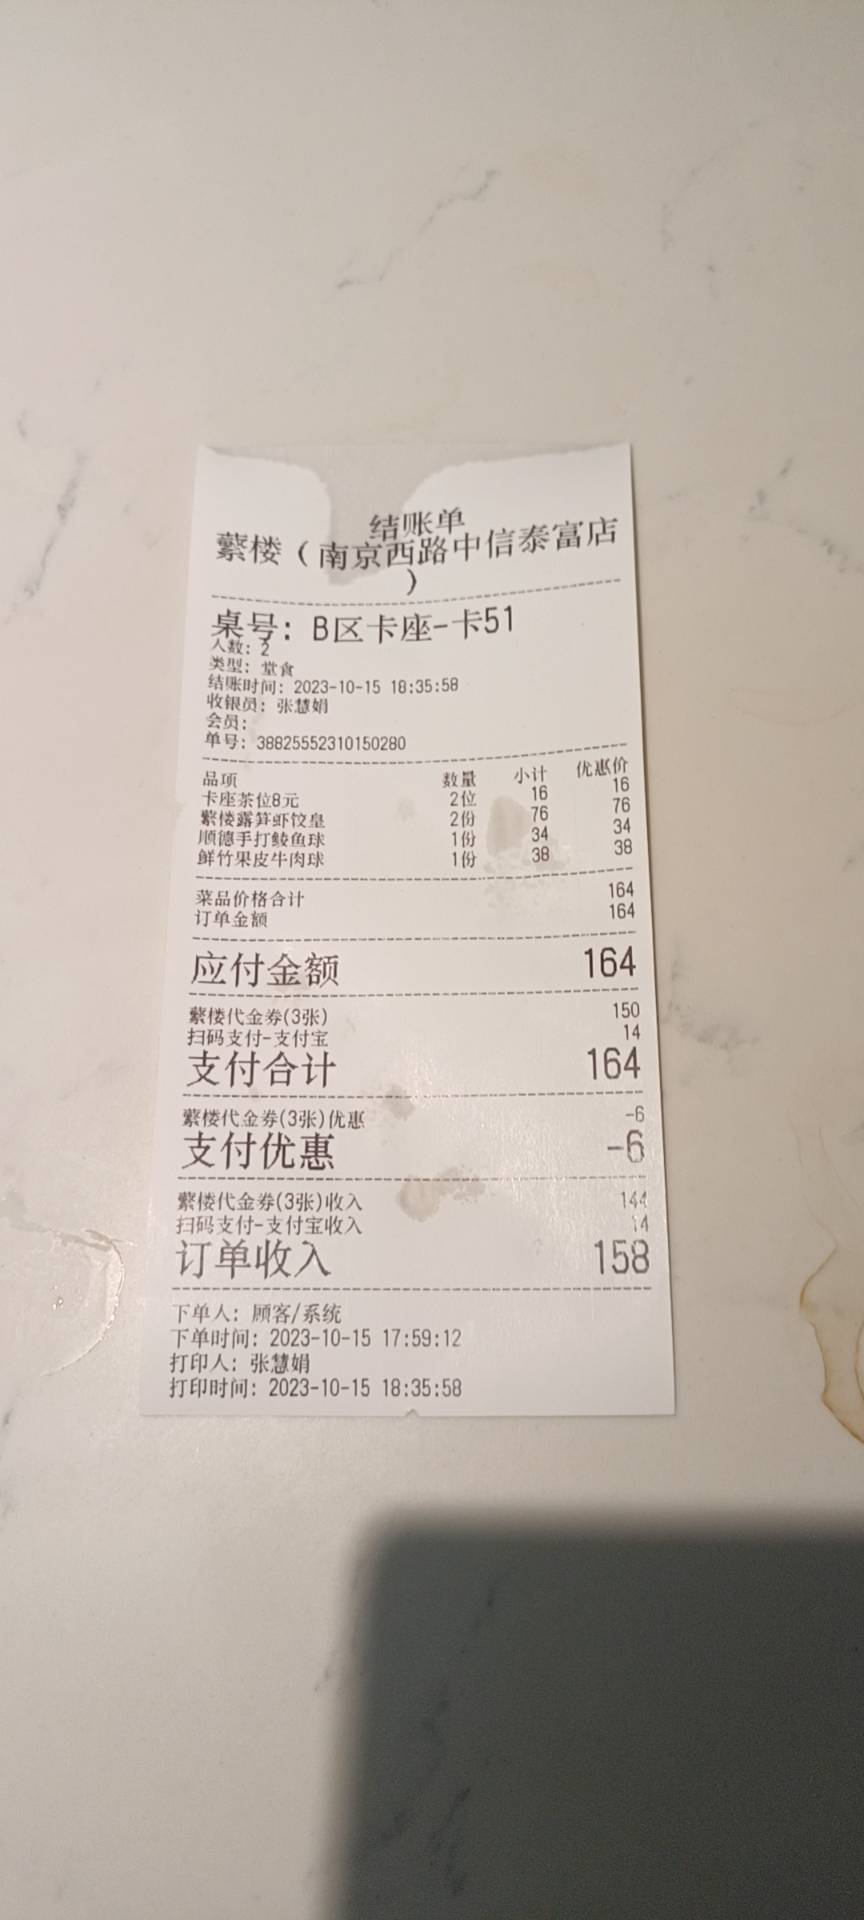 结账单
蘩楼（南京西路中信泰富店
）
桌号: B区卡座-卡51
人数: 2
类型: 堂食
结账时间: 2023-10-15 18:35:58
收银员: 张慧娟
会员:
单号: 38825552310150280
品项 数量 小计 优惠价
卡座茶位8元 2位 16 16
蘩楼露笋虾饺皇 2份 76 76
顺德手打鲮鱼球 1份 34 34
鲜竹果皮牛肉球 1份 38 38
菜品价格合计 164
订单金额 164
应付金额 164
蘩楼代金券(3张) 150
扫码支付-支付宝 14
支付合计 164
蘩楼代金券(3张)优惠 -6
支付优惠 -6
蘩楼代金券(3张)收入 144
扫码支付-支付宝收入 14
订单收入 158
下单人: 顾客/系统
下单时间: 2023-10-15 17:59:12
打印人: 张慧娟
打印时间: 2023-10-15 18:35:58